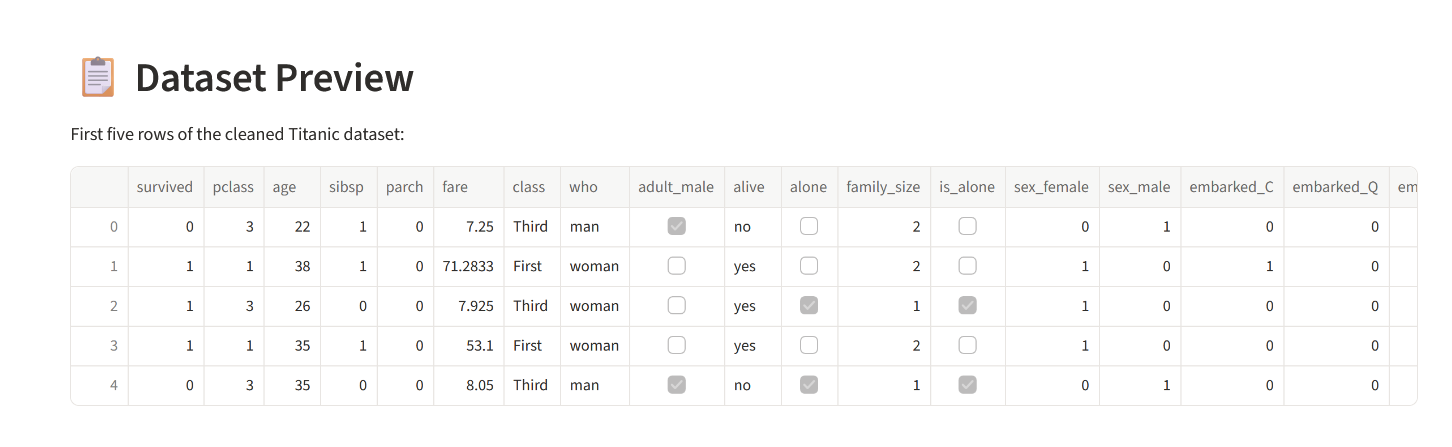 Dataset Preview
First five rows of the cleaned Titanic dataset:
survived pclass age sibsp parch fare class who adult_male alive alone family_size is_alone sex_female sex_male embarked_C embarked_Q em
0 0 3 22 1 0 7.25 Third man no 2 0 1 0 0
1 1 1 38 1 0 71.2833 First woman yes 2 1 0 1 0
2 1 3 26 0 0 7.925 Third woman yes 1 1 0 0 0
3 1 1 35 1 0 53.1 First woman yes 2 1 0 0 0
4 0 3 35 0 0 8.05 Third man no 1 0 1 0 0